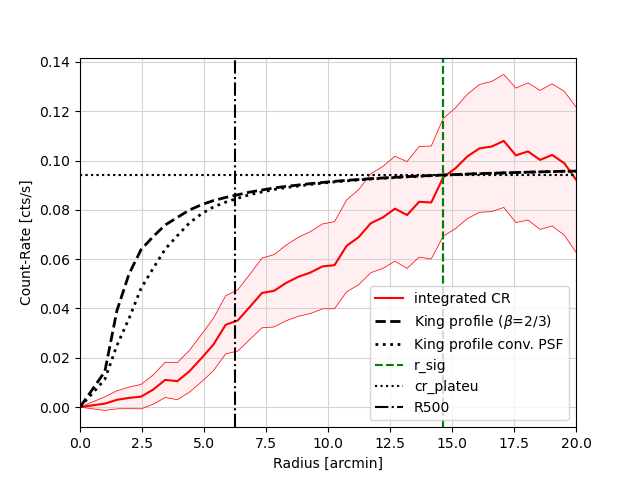 0.14
0.12
0.10
0.08
0.06
0.04
0.02
0.00
Count-Rate [cts/s]
integrated CR
King profile (β=2/3)
King profile conv. PSF
r_sig
cr_plateu
R500
0.0 2.5 5.0 7.5 10.0 12.5 15.0 17.5 20.0
Radius [arcmin]